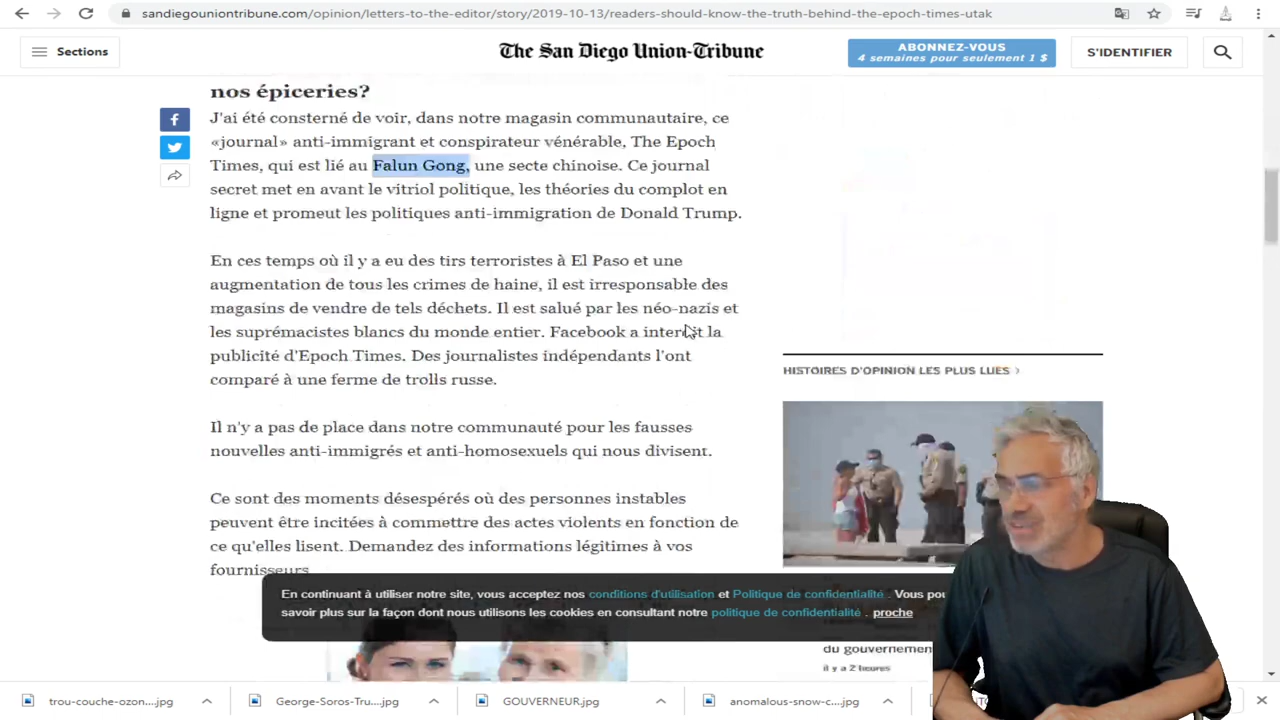 sandiegouniontribune.com/opinion/letters-to-the-editor/story/2019-10-13/readers-should-know-the-truth-behind-the-epoch-times-utak
Sections
The San Diego Union-Tribune
ABONNEZ-VOUS
4 semaines pour seulement 1 $
S'IDENTIFIER
nos épiceries?
J'ai été consterné de voir, dans notre magasin communautaire, ce
«journal» anti-immigrant et conspirateur vénérable, The Epoch
Times, qui est lié au Falun Gong, une secte chinoise. Ce journal
secret met en avant le vitriol politique, les théories du complot en
ligne et promeut les politiques anti-immigration de Donald Trump.
En ces temps où il y a eu des tirs terroristes à El Paso et une
augmentation de tous les crimes de haine, il est irresponsable des
magasins de vendre de tels déchets. Il est salué par les néo-nazis et
les suprémacistes blancs du monde entier. Facebook a interdit la
publicité d'Epoch Times. Des journalistes indépendants l'ont
comparé à une ferme de trolls russe.
Il n'y a pas de place dans notre communauté pour les fausses
nouvelles anti-immigrés et anti-homosexuels qui nous divisent.
Ce sont des moments désespérés où des personnes instables
peuvent être incitées à commettre des actes violents en fonction de
ce qu'elles lisent. Demandez des informations légitimes à vos
fournisseurs
HISTOIRES D'OPINION LES PLUS LUES
En continuant à utiliser notre site, vous acceptez nos conditions d'utilisation et Politique de confidentialité . Vous pou
savoir plus sur la façon dont nous utilisons les cookies en consultant notre politique de confidentialité . proche
du gouvernement
il y a 2 heures
trou-couche-ozon....jpg
George-Soros-Tru....jpg
GOUVERNEUR.jpg
anomalous-snow-c....jpg